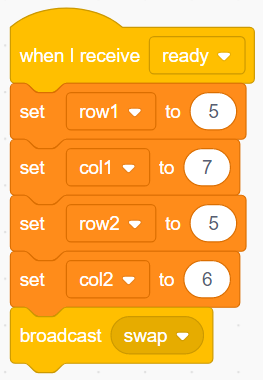 when I receive ready
set row1 to 5
set col1 to 7
set row2 to 5
set col2 to 6
broadcast swap